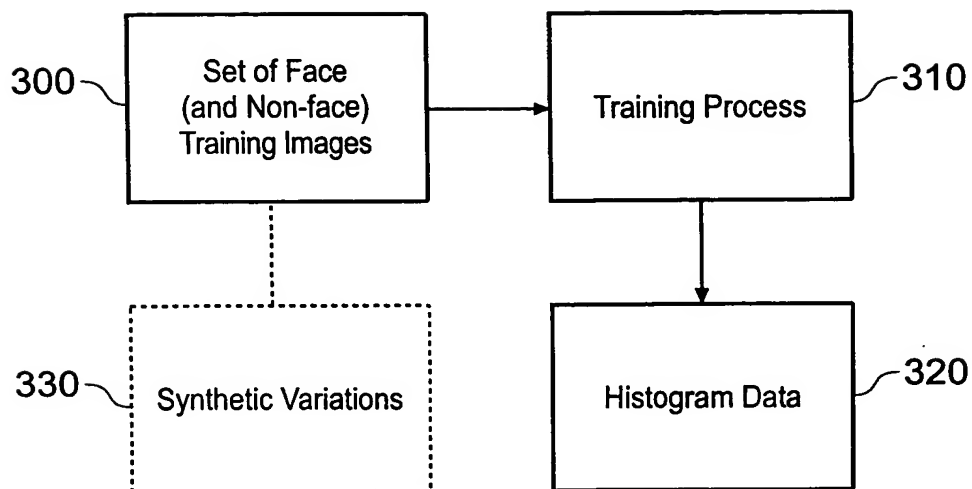 300
Set of Face
(and Non-face)
Training Images
Training Process
310
330
Synthetic Variations
Histogram Data
320